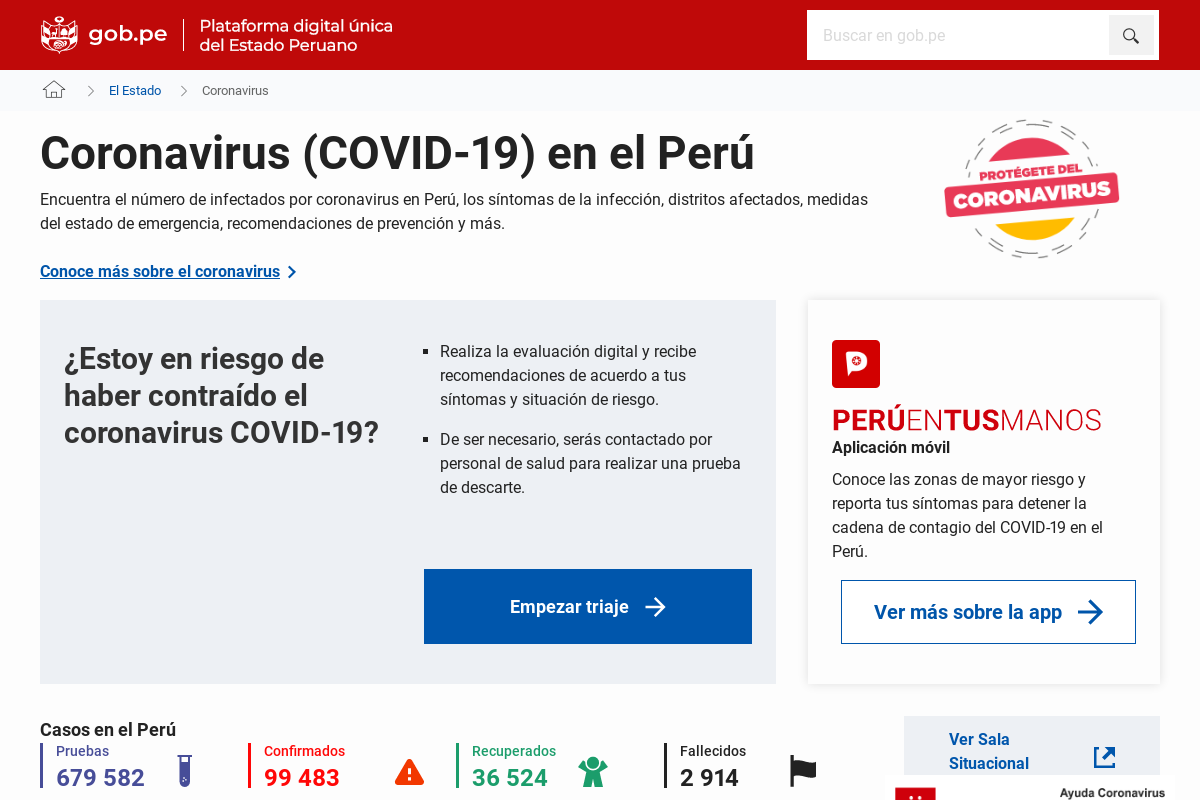 gob.pe
Plataforma digital única
del Estado Peruano
Buscar en gob.pe
El Estado
Coronavirus
Coronavirus (COVID-19) en el Perú
Encuentra el número de infectados por coronavirus en Perú, los síntomas de la infección, distritos afectados, medidas
del estado de emergencia, recomendaciones de prevención y más.
PROTÉGETE DEL
CORONAVIRUS
Conoce más sobre el coronavirus
¿Estoy en riesgo de
haber contraído el
coronavirus COVID-19?
Realiza la evaluación digital y recibe
recomendaciones de acuerdo a tus
síntomas y situación de riesgo.
De ser necesario, serás contactado por
personal de salud para realizar una prueba
de descarte.
Empezar triaje
PERÚENTUSMANOS
Aplicación móvil
Conoce las zonas de mayor riesgo y
reporta tus síntomas para detener la
cadena de contagio del COVID-19 en el
Perú.
Ver más sobre la app
Casos en el Perú
Pruebas
679 582
Confirmados
99 483
Recuperados
36 524
Fallecidos
2 914
Ver Sala
Situacional
Ayuda Coronavirus